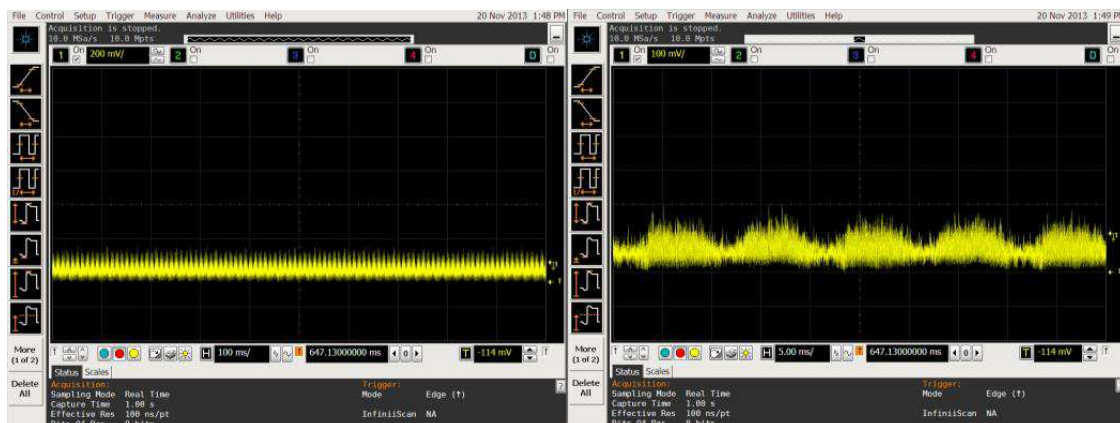 File Control Setup Trigger Measure Analyze Utilities Help 20 Nov 2013 1:48 PM
Acquisition is stopped.
10.0 MSa/s 10.0 Mpts
1 On 200 mV/ 2 On 3 On 4 On D On
More
(1 of 2)
Delete
All
H 100 ms/ 647.13000000 ms 0 T -114 mV
Status Scales
Acquisition:
Sampling Mode Real Time
Capture Time 1.00 s
Effective Res 100 ns/pt
Trigger:
Mode Edge (↑)
InfiniiScan NA
File Control Setup Trigger Measure Analyze Utilities Help 20 Nov 2013 1:49 PM
Acquisition is stopped.
10.0 MSa/s 10.0 Mpts
1 On 100 mV/ 2 On 3 On 4 On D On
More
(1 of 2)
Delete
All
H 5.00 ms/ 647.13000000 ms 0 T -114 mV
Status Scales
Acquisition:
Sampling Mode Real Time
Capture Time 1.00 s
Effective Res 100 ns/pt
Trigger:
Mode Edge (↑)
InfiniiScan NA